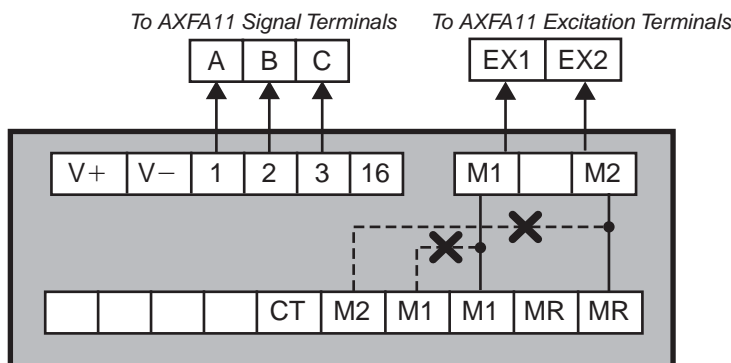 To AXFA11 Signal Terminals To AXFA11 Excitation Terminals
A B C EX1 EX2
V+ V− 1 2 3 16 M1 M2
CT M2 M1 M1 MR MR